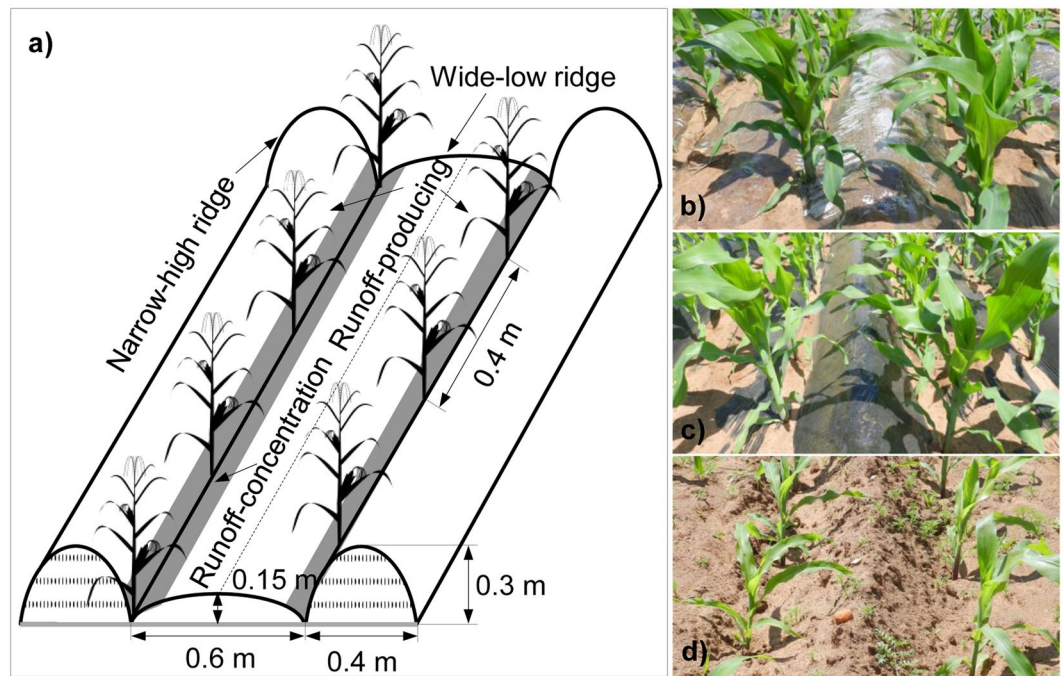 a)
Wide-low ridge
Narrow-high ridge
Runoff-producing
Runoff-concentration
0.4 m
0.15 m
0.3 m
0.6 m
0.4 m
b)
c)
d)